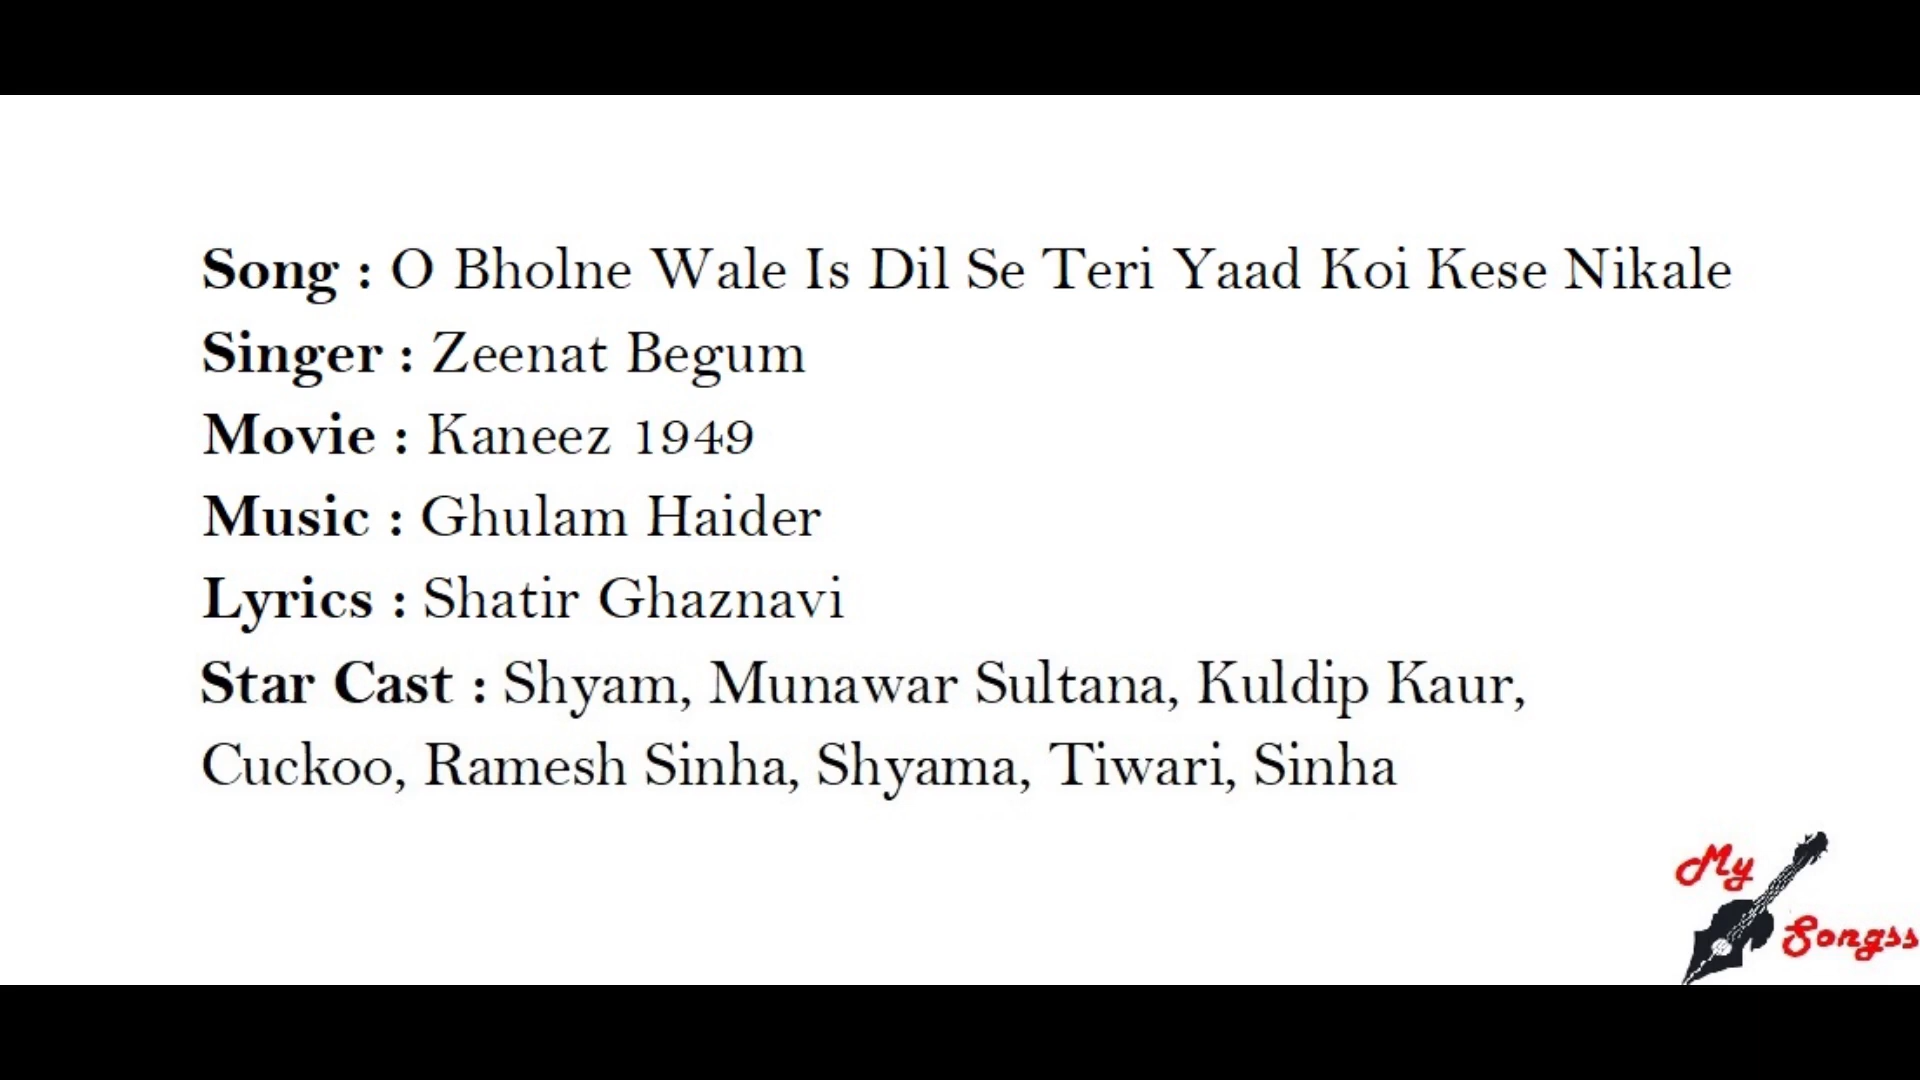 Song : O Bholne Wale Is Dil Se Teri Yaad Koi Kese Nikale
Singer : Zeenat Begum
Movie : Kaneez 1949
Music : Ghulam Haider
Lyrics : Shatir Ghaznavi
Star Cast : Shyam, Munawar Sultana, Kuldip Kaur,
Cuckoo, Ramesh Sinha, Shyama, Tiwari, Sinha
My
Songss